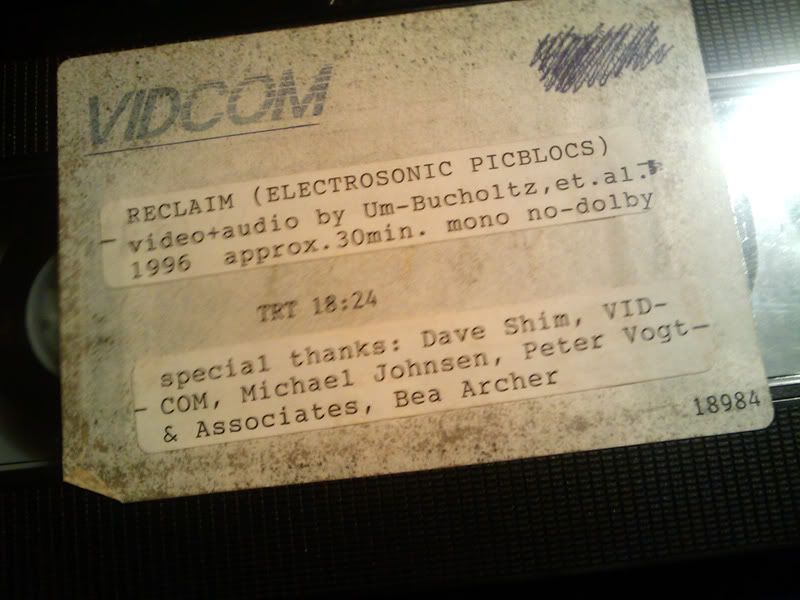 VIDCOM
RECLAIM (ELECTROSONIC PICBLOCS)
video+audio by Um-Bucholtz,et.al.
1996 approx.30min. mono no-dolby
TRT 18:24
special thanks: Dave Shim, VID-
COM, Michael Johnsen, Peter Vogt
& Associates, Bea Archer
18984